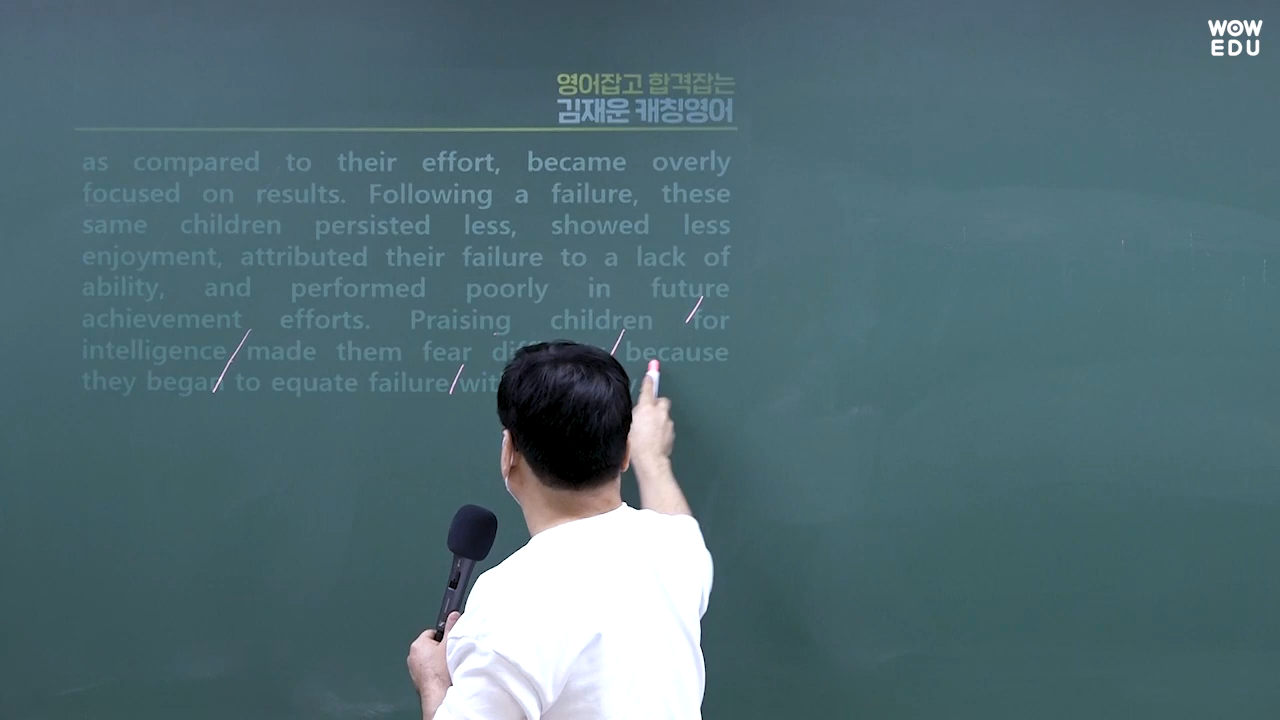 WOW
EDU
영어잡고 합격잡는
김재운 캐칭영어
as compared to their effort, became overly
focused on results. Following a failure, these
same children persisted less, showed less
enjoyment, attributed their failure to a lack of
ability, and performed poorly in future
achievement efforts. Praising children for
intelligence made them fear because
they began to equate failure